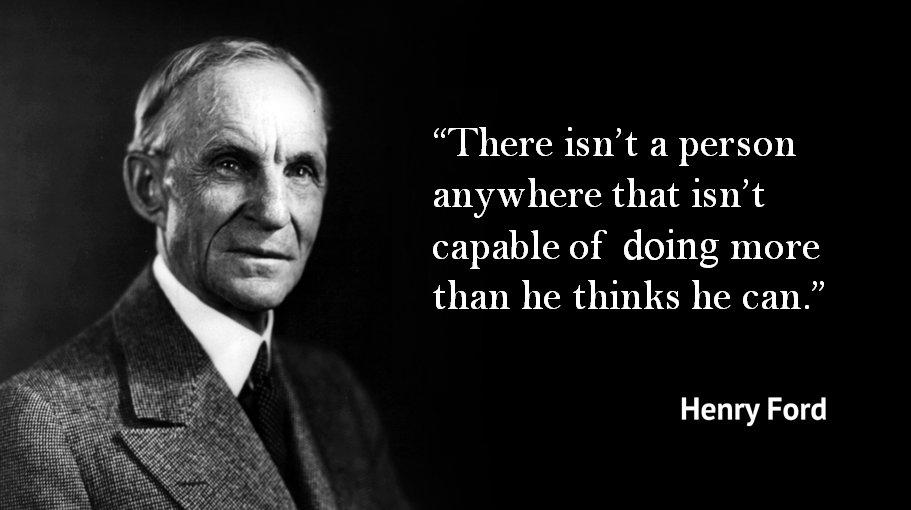 “There isn’t a person
anywhere that isn’t
capable of doing more
than he thinks he can.”
Henry Ford